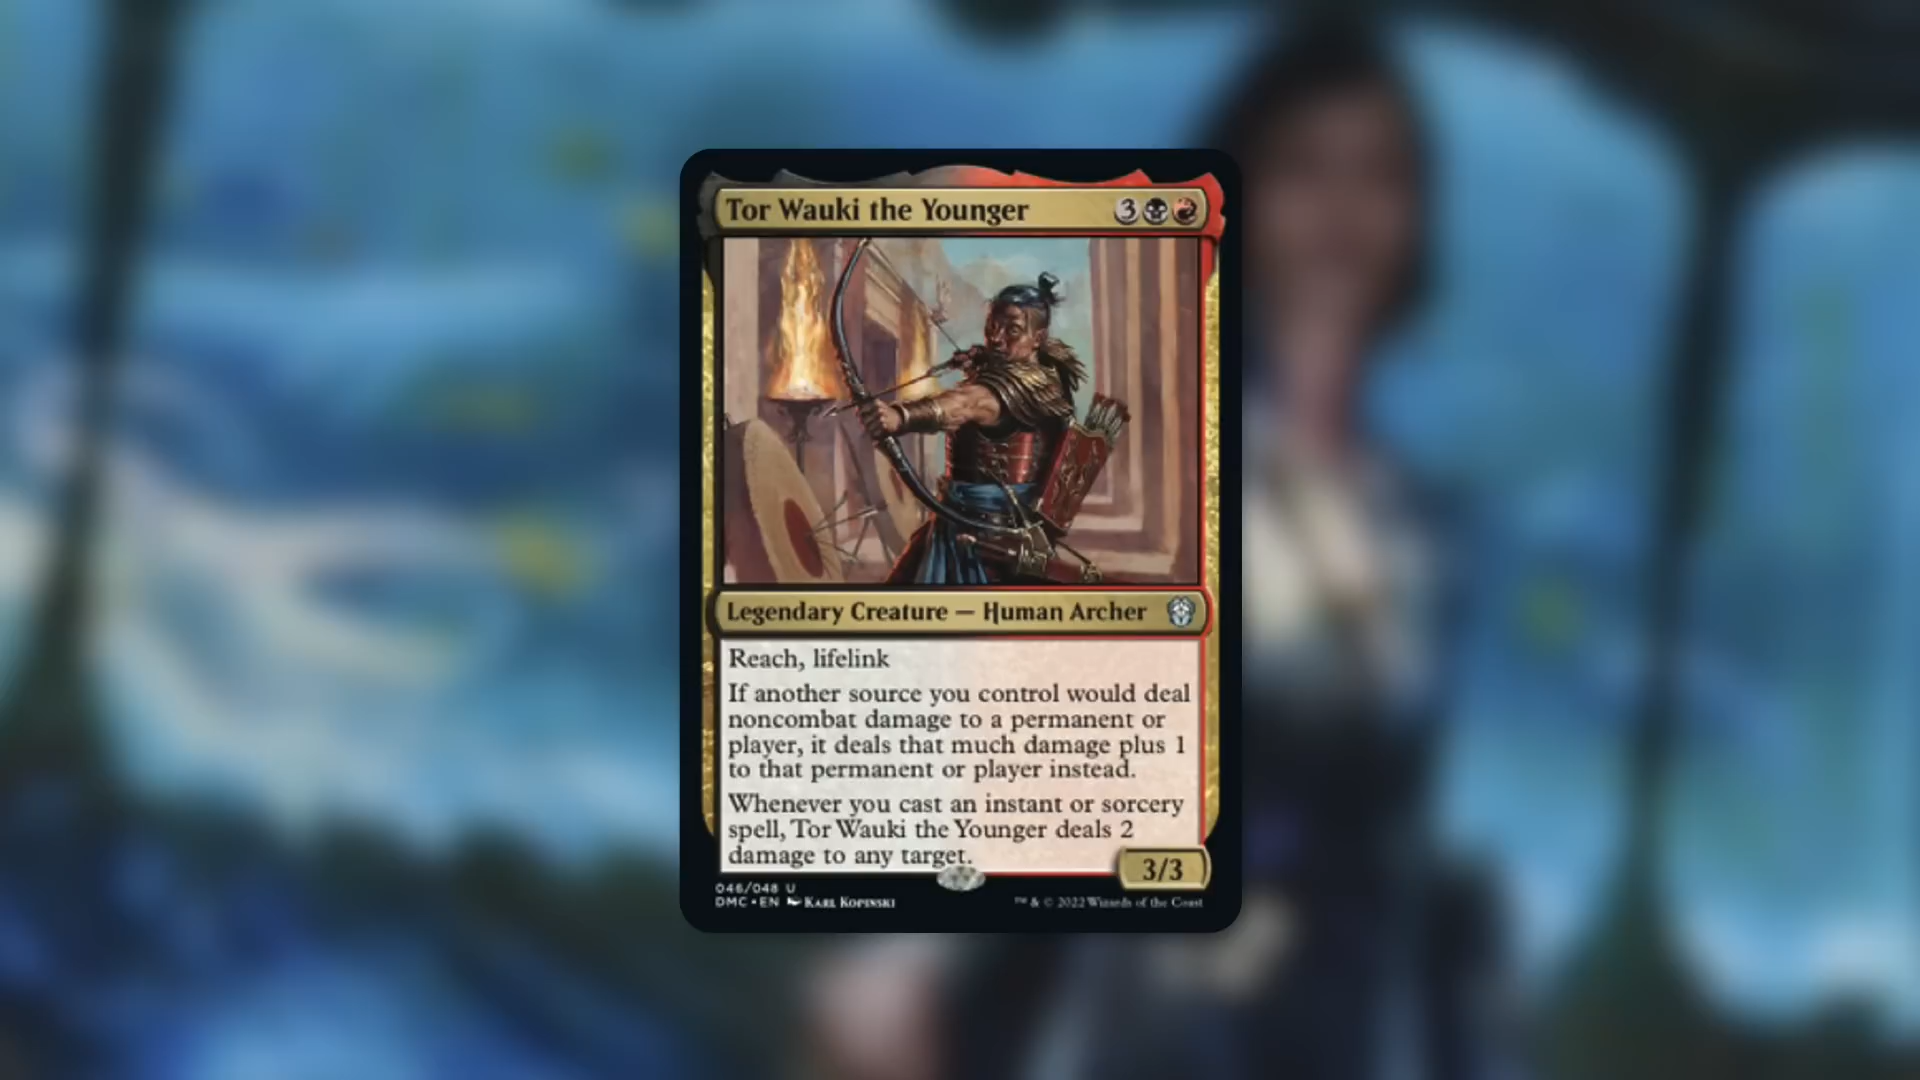 Tor Wauki the Younger 3
Legendary Creature — Human Archer
Reach, lifelink
If another source you control would deal
noncombat damage to a permanent or
player, it deals that much damage plus 1
to that permanent or player instead.
Whenever you cast an instant or sorcery
spell, Tor Wauki the Younger deals 2
damage to any target.
3/3
046/048 U
DMC • EN Karl Kopinski
™ & © 2022 Wizards of the Coast